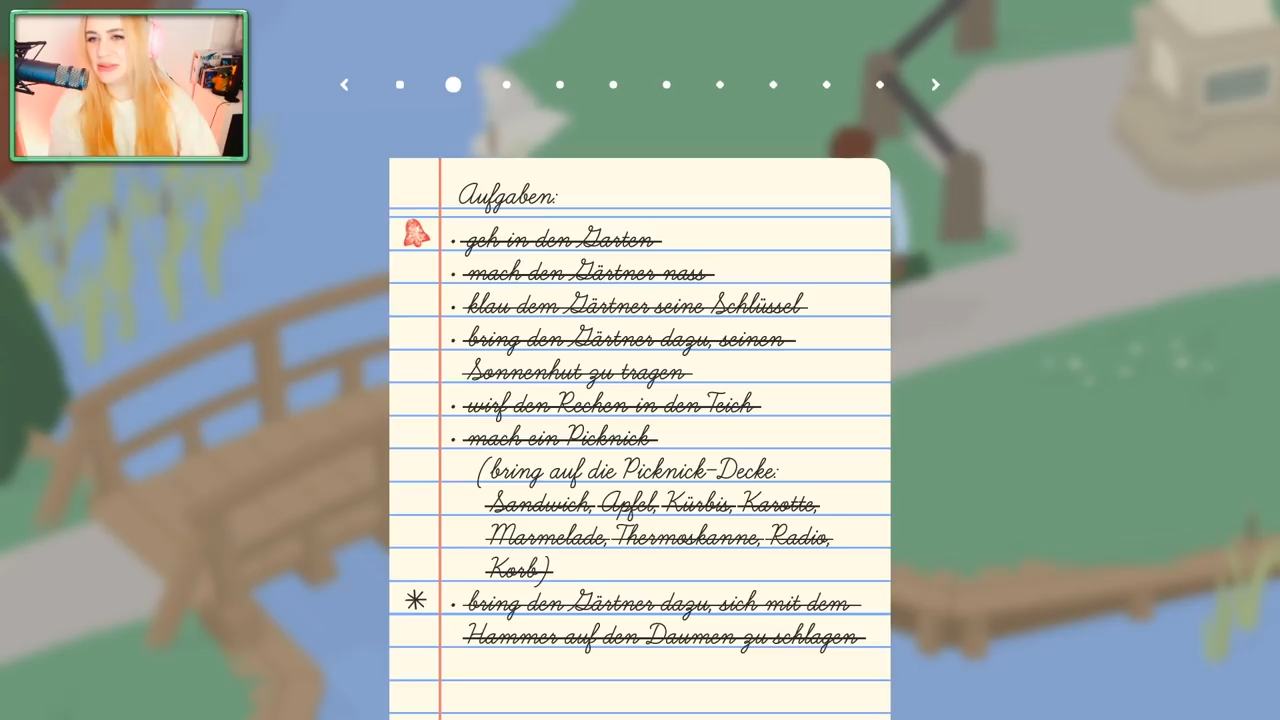 Aufgaben:
• geh in den Garten
• mach den Gärtner nass
• klau dem Gärtner seine Schlüssel
• bring den Gärtner dazu, seinen
Sonnenhut zu tragen
• wirf den Rechen in den Teich
• mach ein Picknick
(bring auf die Picknick-Decke:
Sandwich, Apfel, Kürbis, Karotte,
Marmelade, Thermoskanne, Radio,
Korb)
• bring den Gärtner dazu, sich mit dem
Hammer auf den Daumen zu schlagen